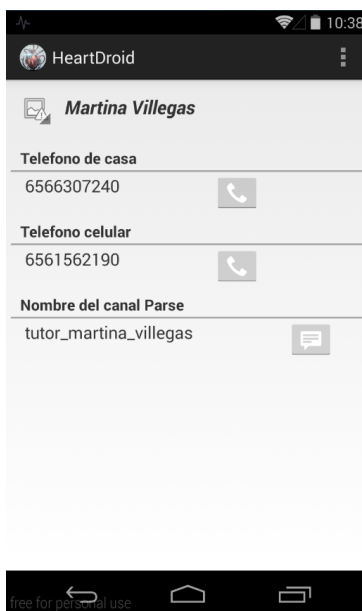 10:38
HeartDroid
Martina Villegas
Telefono de casa
6566307240
Telefono celular
6561562190
Nombre del canal Parse
tutor_martina_villegas
free for personal use